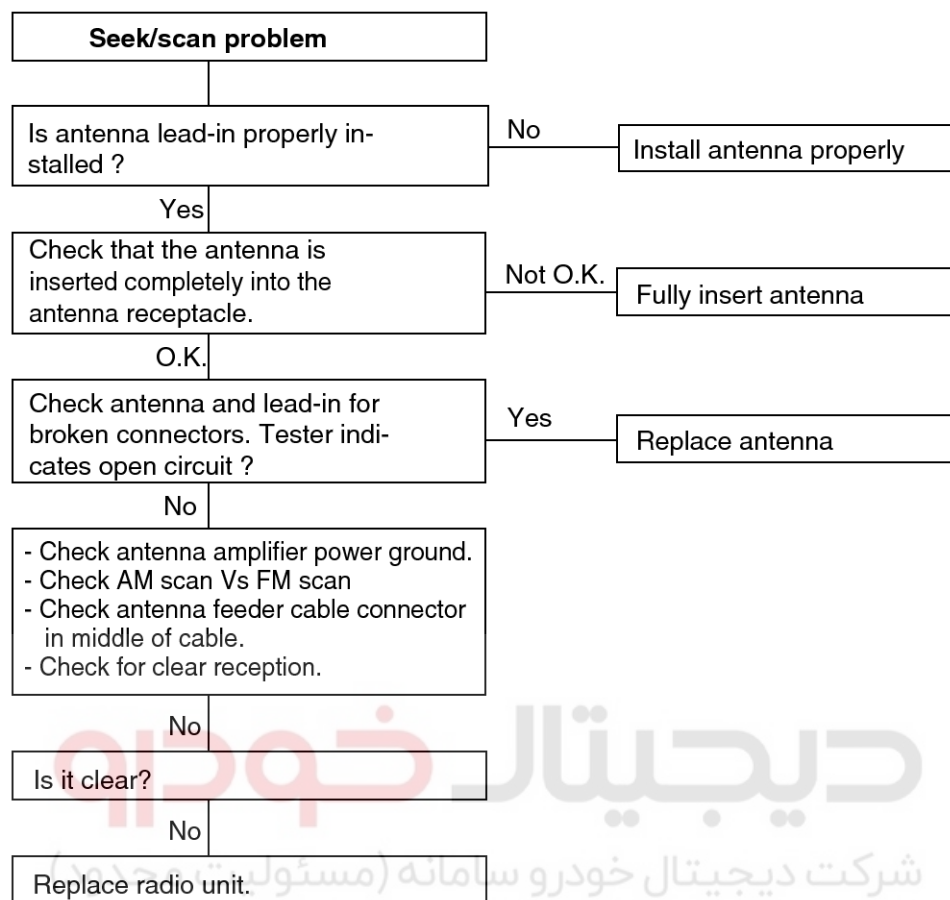 Seek/scan problem
Is antenna lead-in properly in-
stalled ?
No
Install antenna properly
Yes
Check that the antenna is
inserted completely into the
antenna receptacle.
Not O.K.
Fully insert antenna
O.K.
Check antenna and lead-in for
broken connectors. Tester indi-
cates open circuit ?
Yes
Replace antenna
No
- Check antenna amplifier power ground.
- Check AM scan Vs FM scan
- Check antenna feeder cable connector
in middle of cable.
- Check for clear reception.
No
Is it clear?
No
Replace radio unit.
دیجیتال خودرو
شرکت دیجیتال خودرو سامانه (مسئولیت محدود)